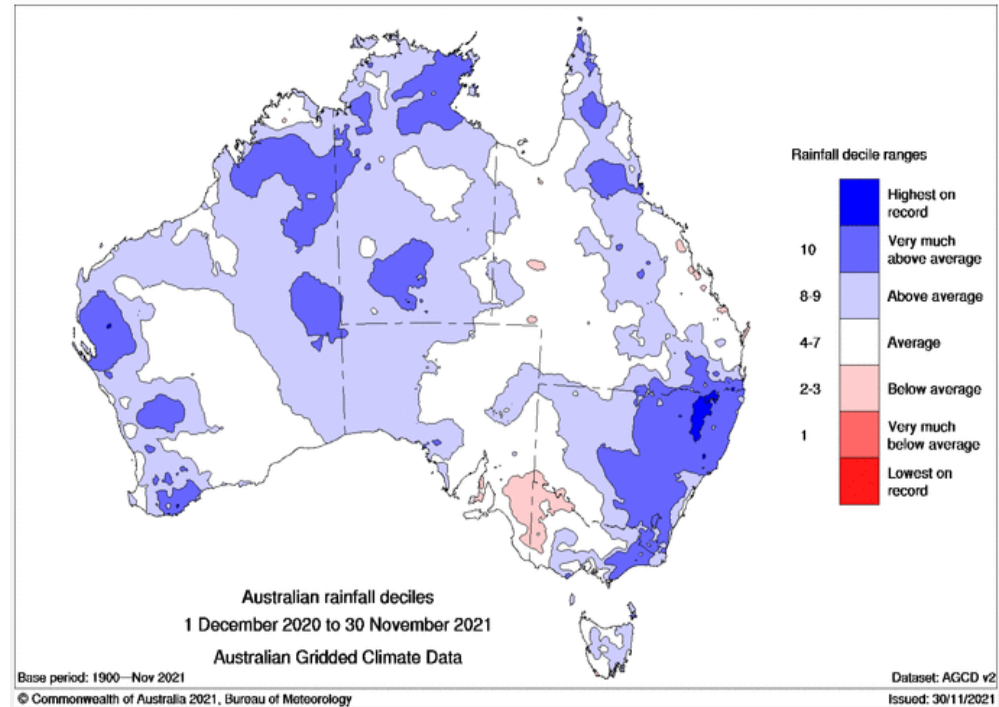 Rainfall decile ranges
Highest on
record
10
Very much
above average
8-9
Above average
4-7
Average
2-3
Below average
1
Very much
below average
Lowest on
record
Australian rainfall deciles
1 December 2020 to 30 November 2021
Australian Gridded Climate Data
Base period: 1900—Nov 2021
Dataset: AGCD v2
© Commonwealth of Australia 2021, Bureau of Meteorology
Issued: 30/11/2021